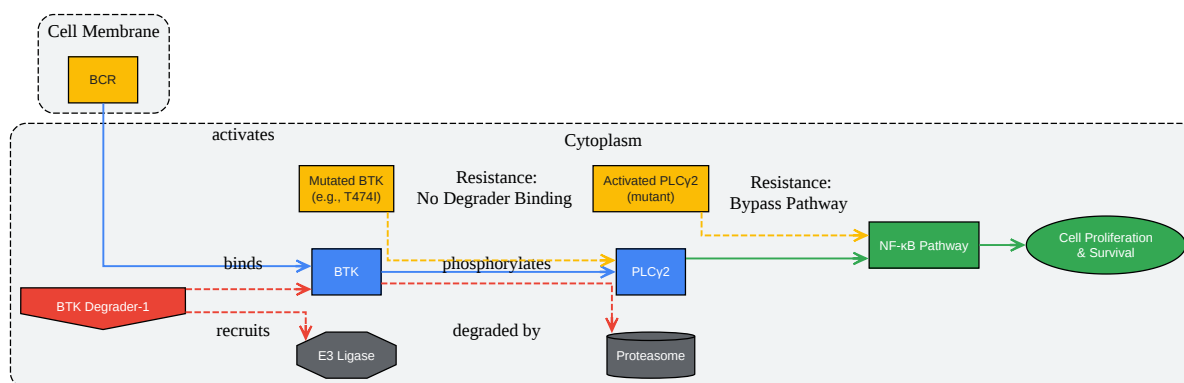 Cell Membrane
BCR
activates
Cytoplasm
Mutated BTK
(e.g., T474I)
Resistance:
No Degrader Binding
Activated PLCγ2
(mutant)
Resistance:
Bypass Pathway
NF-κB Pathway
Cell Proliferation
& Survival
binds
BTK
phosphorylates
PLCγ2
BTK Degrader-1
recruits
E3 Ligase
degraded by
Proteasome